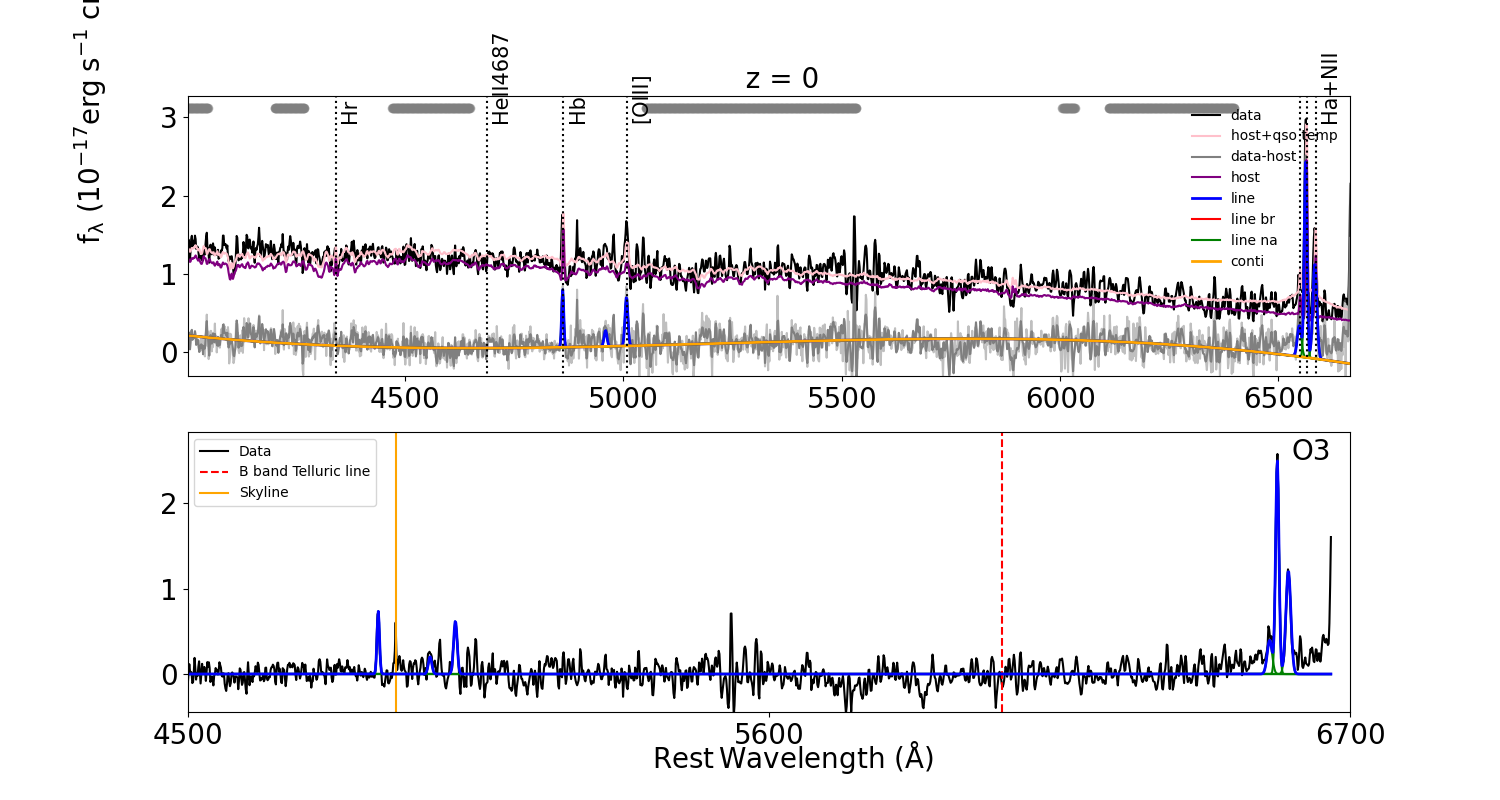 z = 0
f_λ (10^−17 erg s^−1 c
Hr
HeII4687
Hb
[OIII]
Ha+NII
data
host+qso temp
data-host
host
line
line br
line na
conti
3
2
1
0
4500 5000 5500 6000 6500
Data
B band Telluric line
Skyline
O3
2
1
0
4500 5600 6700
Rest Wavelength (Å)